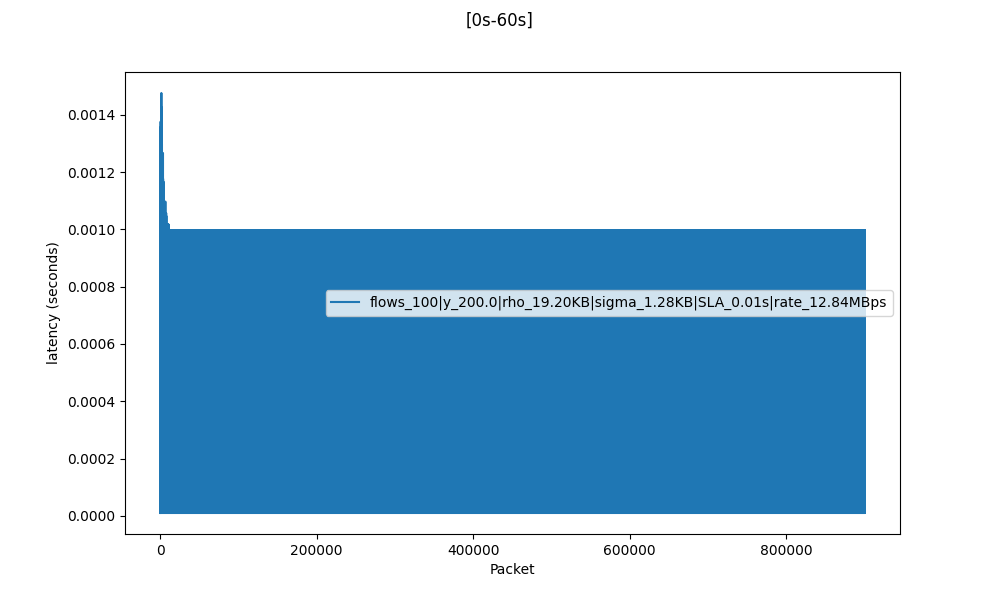 [0s-60s]
0.0014
0.0012
0.0010
0.0008
0.0006
0.0004
0.0002
0.0000
latency (seconds)
flows_100|y_200.0|rho_19.20KB|sigma_1.28KB|SLA_0.01s|rate_12.84MBps
0 200000 400000 600000 800000
Packet